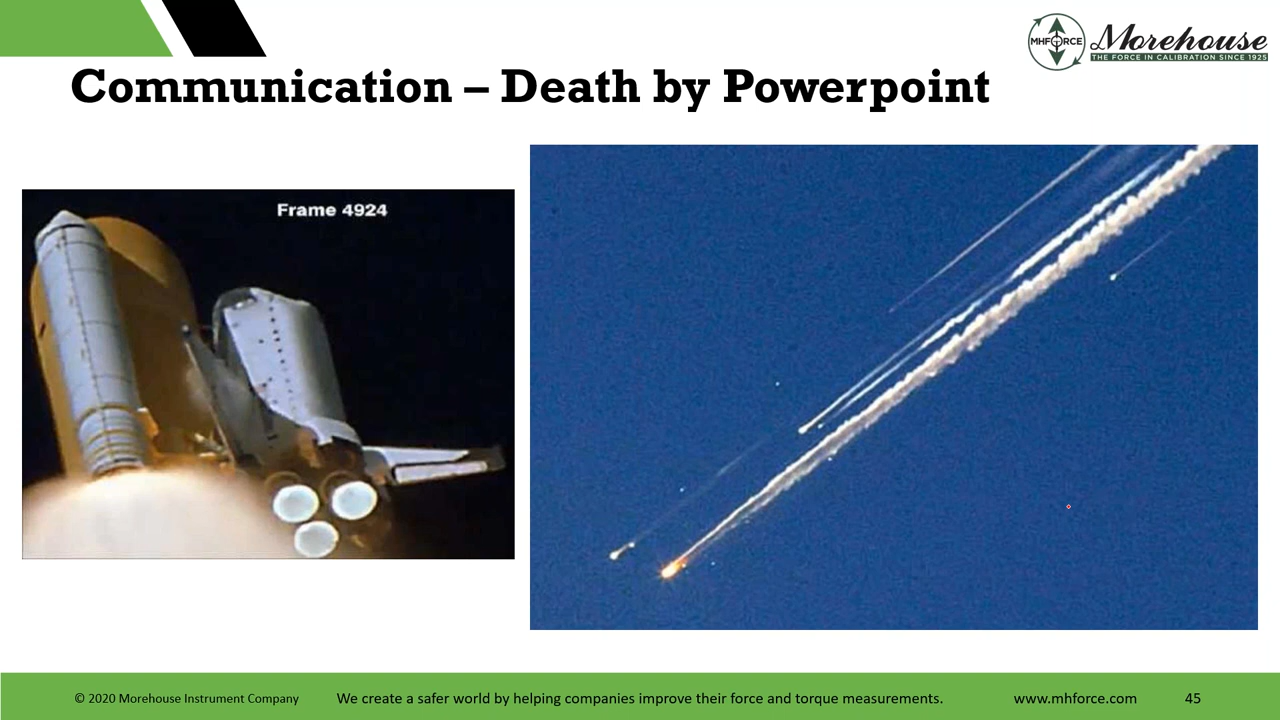 MHFORCE
Morehouse
THE FORCE IN CALIBRATION SINCE 1925
Communication – Death by Powerpoint
Frame 4924
© 2020 Morehouse Instrument Company
We create a safer world by helping companies improve their force and torque measurements.
www.mhforce.com
45